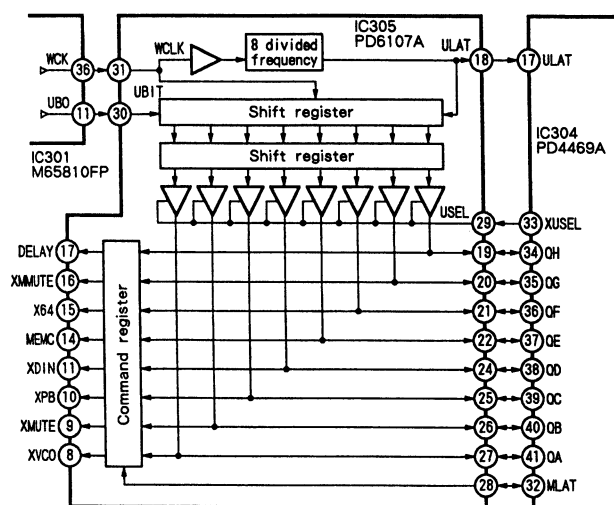 IC305
PD6107A
WCK 36 31 WCLK 8 divided frequency ULAT 18 17 ULAT
UBO 11 30 UBIT
Shift register
IC301
M65810FP
IC304
PD4469A
Shift register
USEL 29 33 XUSEL
DELAY 17 19 34 QH
XMMUTE 16 20 35 QG
X64 15 21 36 QF
MEMC 14 22 37 QE
XDIN 11 24 38 QD
XPB 10 25 39 QC
XMUTE 9 26 40 QB
XVCO 8 27 41 QA
Command register
28 32 MLAT